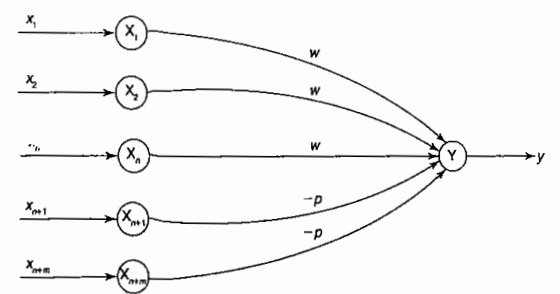 x₁ X₁ w
x₂ X₂ w
Xₙ w Y y
xₙ₊₁ Xₙ₊₁ −p
−p
xₙ₊ₘ Xₙ₊ₘ